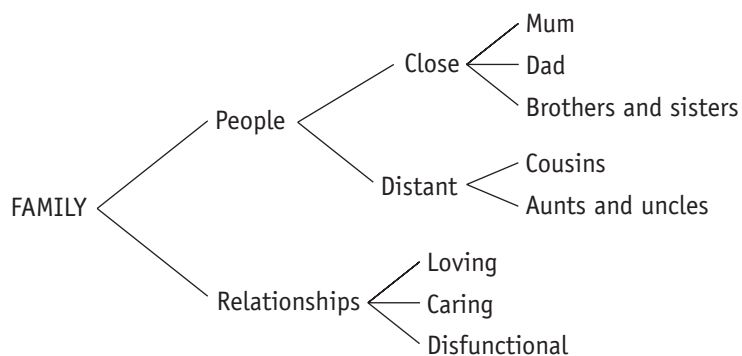 Mum
Close
Dad
Brothers and sisters
People
Cousins
Distant
Aunts and uncles
FAMILY
Loving
Relationships
Caring
Disfunctional